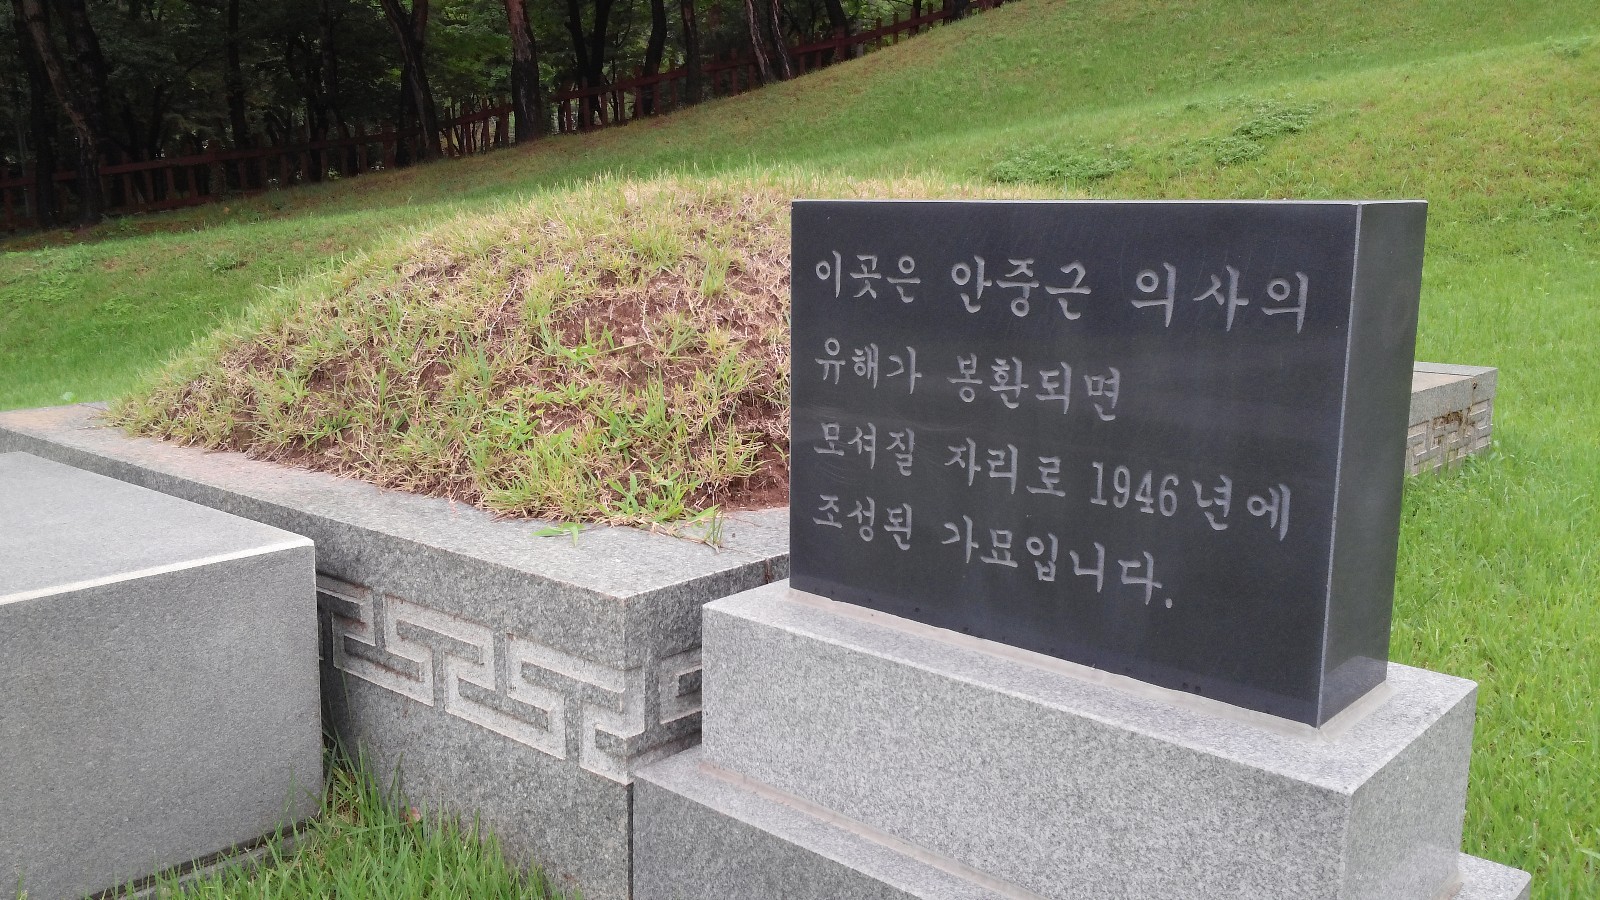 이곳은 안중근 의사의
유해가 봉환되면
모셔질 자리로 1946년에
조성된 가묘입니다.